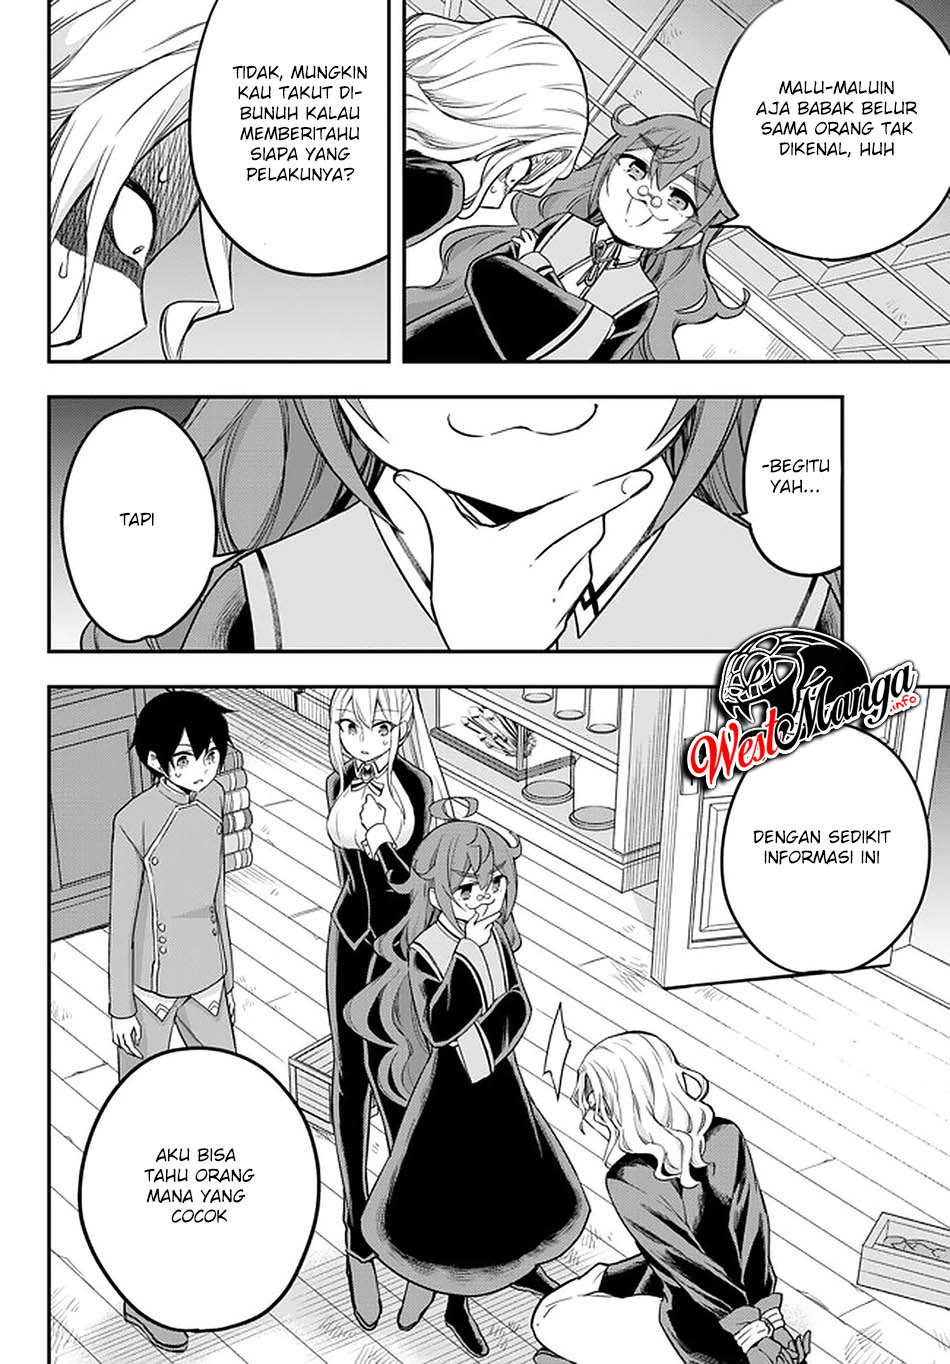 MALU-MALUIN
AJA BABAK BELUR
SAMA ORANG TAK
DIKENAL, HUH
TIDAK, MUNGKIN
KAU TAKUT DI-
BUNUH KALAU
MEMBERITAHU
SIAPA YANG
PELAKUNYA?
-BEGITU
YAH...
TAPI
WestManga
.info
DENGAN SEDIKIT
INFORMASI INI
AKU BISA
TAHU ORANG
MANA YANG
COCOK